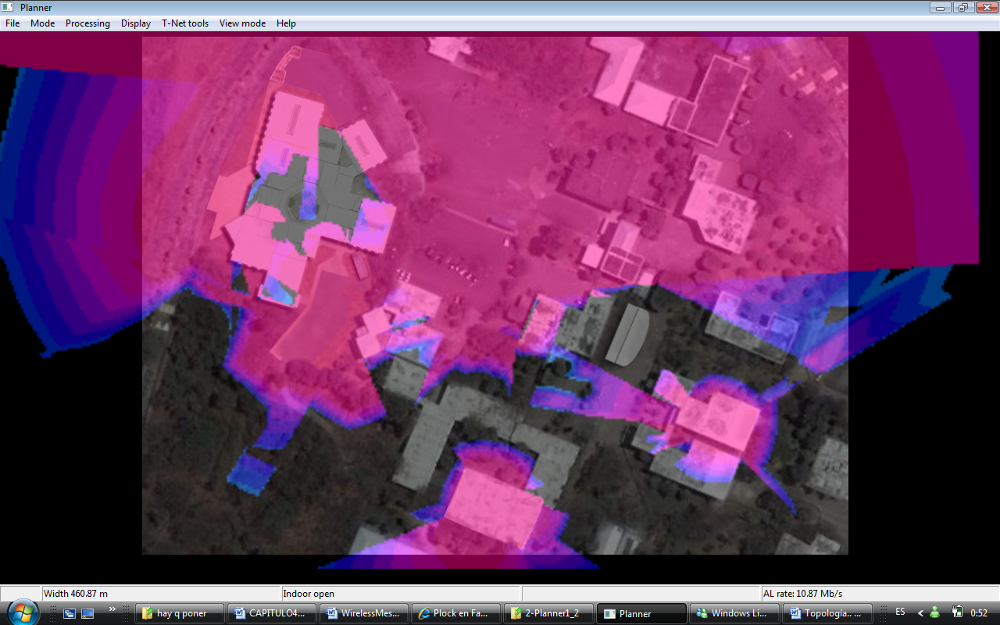 Planner
File Mode Processing Display T-Net tools View mode Help
Width 460.87 m Indoor open AL rate: 10.87 Mb/s
hay q poner CAPITULO4... WirelessMes... Plock en Fa... 2-Planner1_2 Planner Windows Li... Topología.. ... ES 0:52